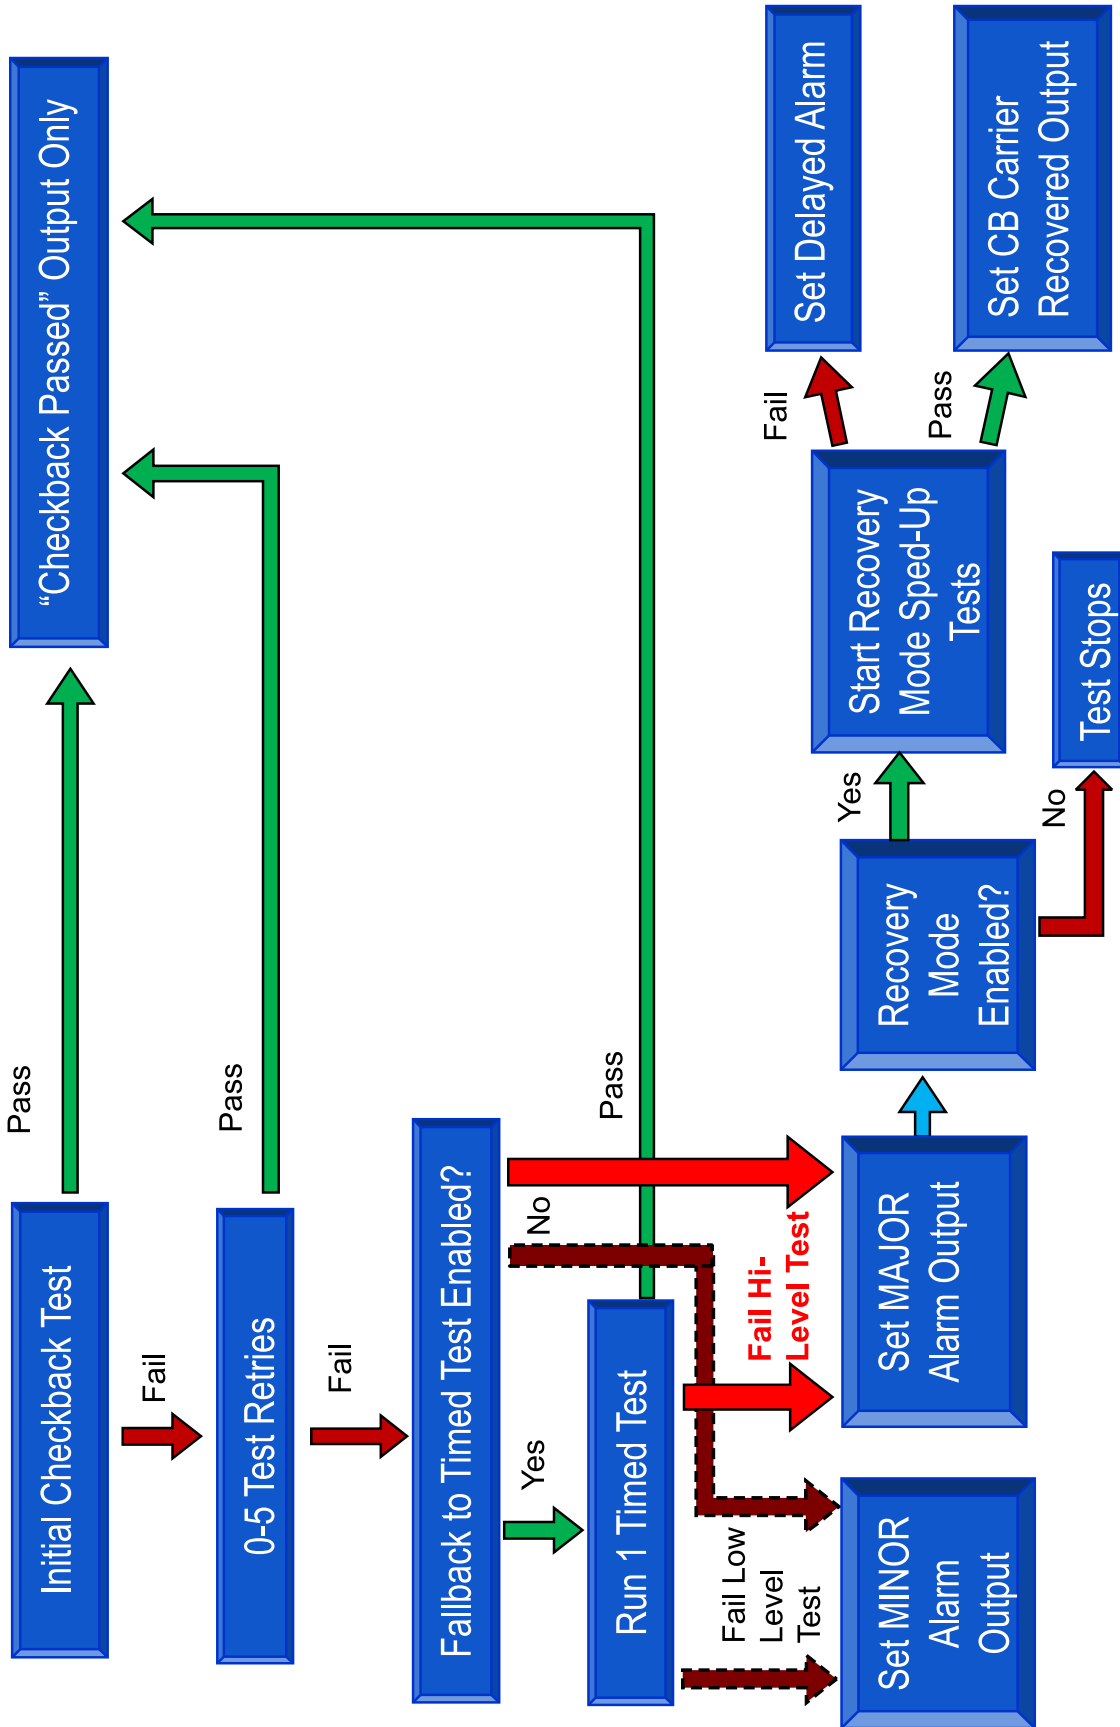 Initial Checkback Test
Pass
“Checkback Passed” Output Only
Fail
0-5 Test Retries
Pass
Fail
Fallback to Timed Test Enabled?
Yes
No
Run 1 Timed Test
Pass
Fail Low
Level
Test
Fail Hi-
Level Test
Set MINOR
Alarm
Output
Set MAJOR
Alarm Output
Recovery
Mode
Enabled?
Yes
No
Start Recovery
Mode Sped-Up
Tests
Test Stops
Fail
Pass
Set Delayed Alarm
Set CB Carrier
Recovered Output